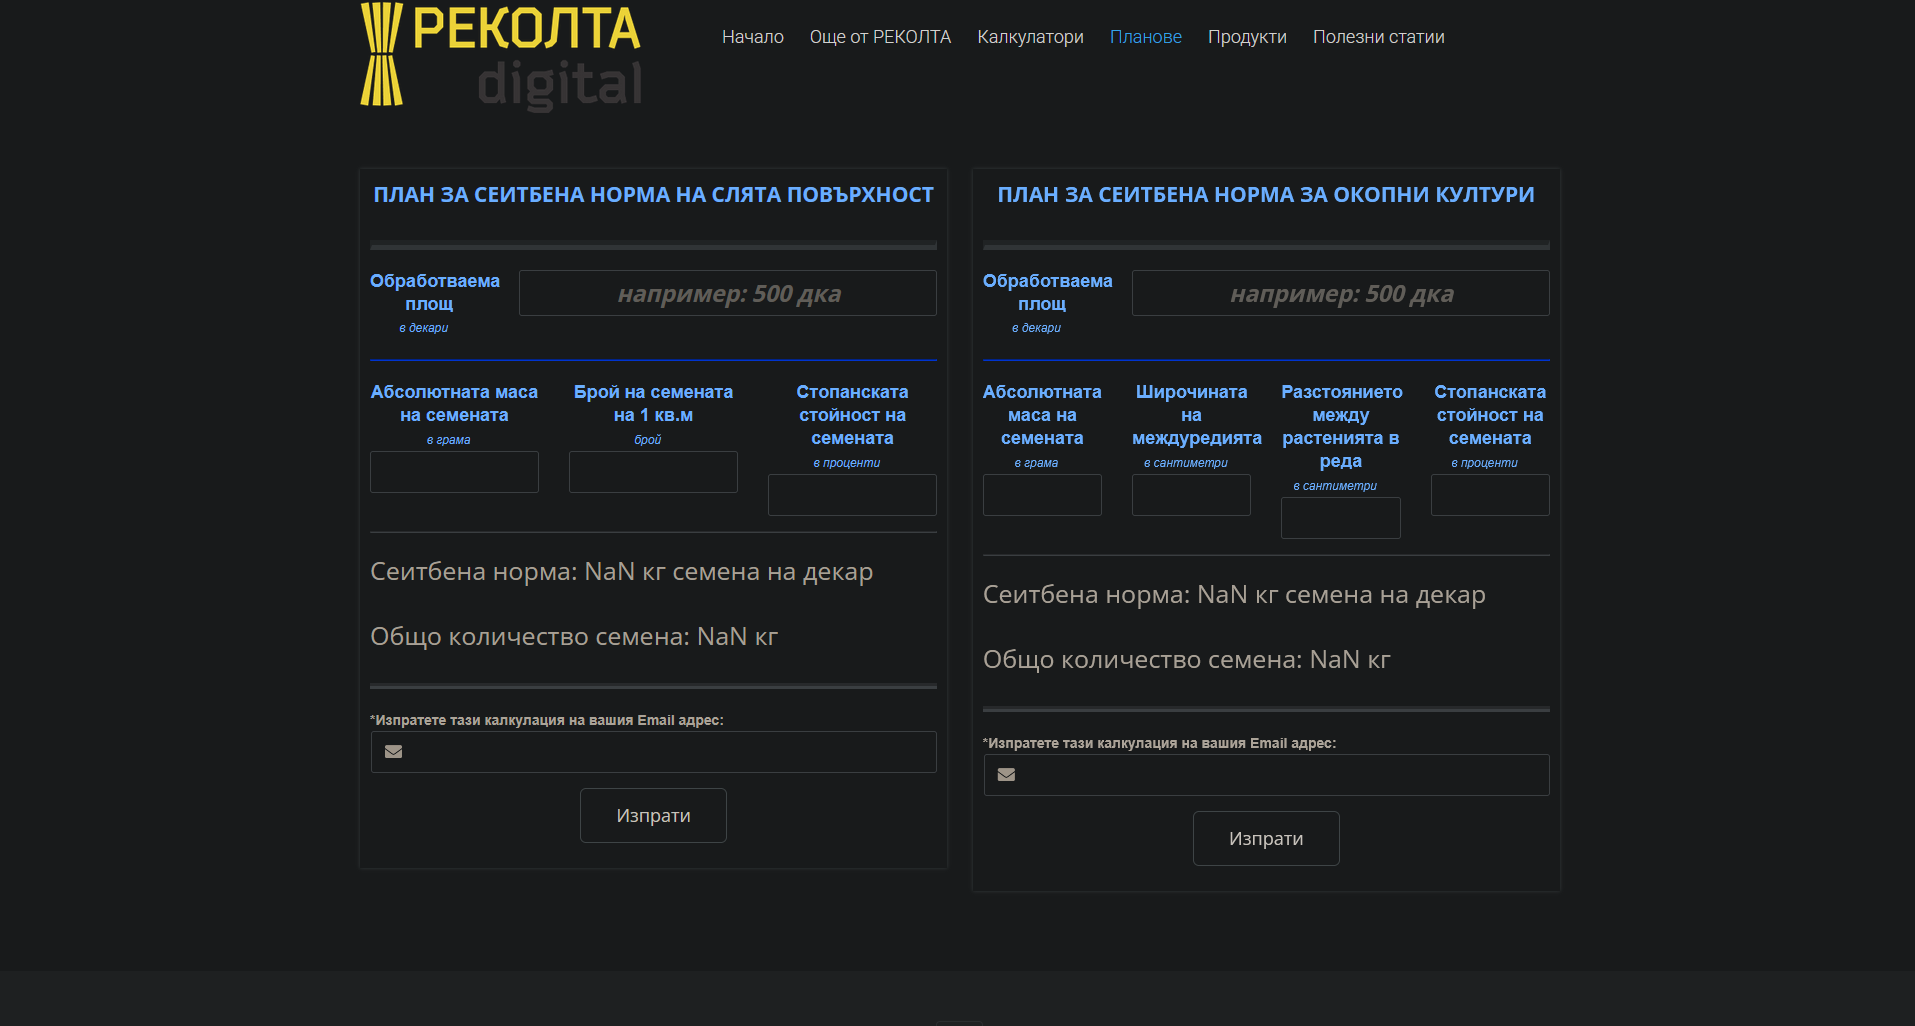 РЕКОЛТА
digital
Начало Още от РЕКОЛТА Калкулатори Планове Продукти Полезни статии
ПЛАН ЗА СЕИТБЕНА НОРМА НА СЛЯТА ПОВЪРХНОСТ
Обработваема
площ
в декари
например: 500 дка
Абсолютната маса
на семената
в грама
Брой на семената
на 1 кв.м
брой
Стопанската
стойност на
семената
в проценти
Сеитбена норма: NaN кг семена на декар
Общо количество семена: NaN кг
*Изпратете тази калкулация на вашия Email адрес:
Изпрати
ПЛАН ЗА СЕИТБЕНА НОРМА ЗА ОКОПНИ КУЛТУРИ
Обработваема
площ
в декари
например: 500 дка
Абсолютната
маса на
семената
в грама
Широчината
на
междуредията
в сантиметри
Разстоянието
между
растенията в
реда
в сантиметри
Стопанската
стойност на
семената
в проценти
Сеитбена норма: NaN кг семена на декар
Общо количество семена: NaN кг
*Изпратете тази калкулация на вашия Email адрес:
Изпрати